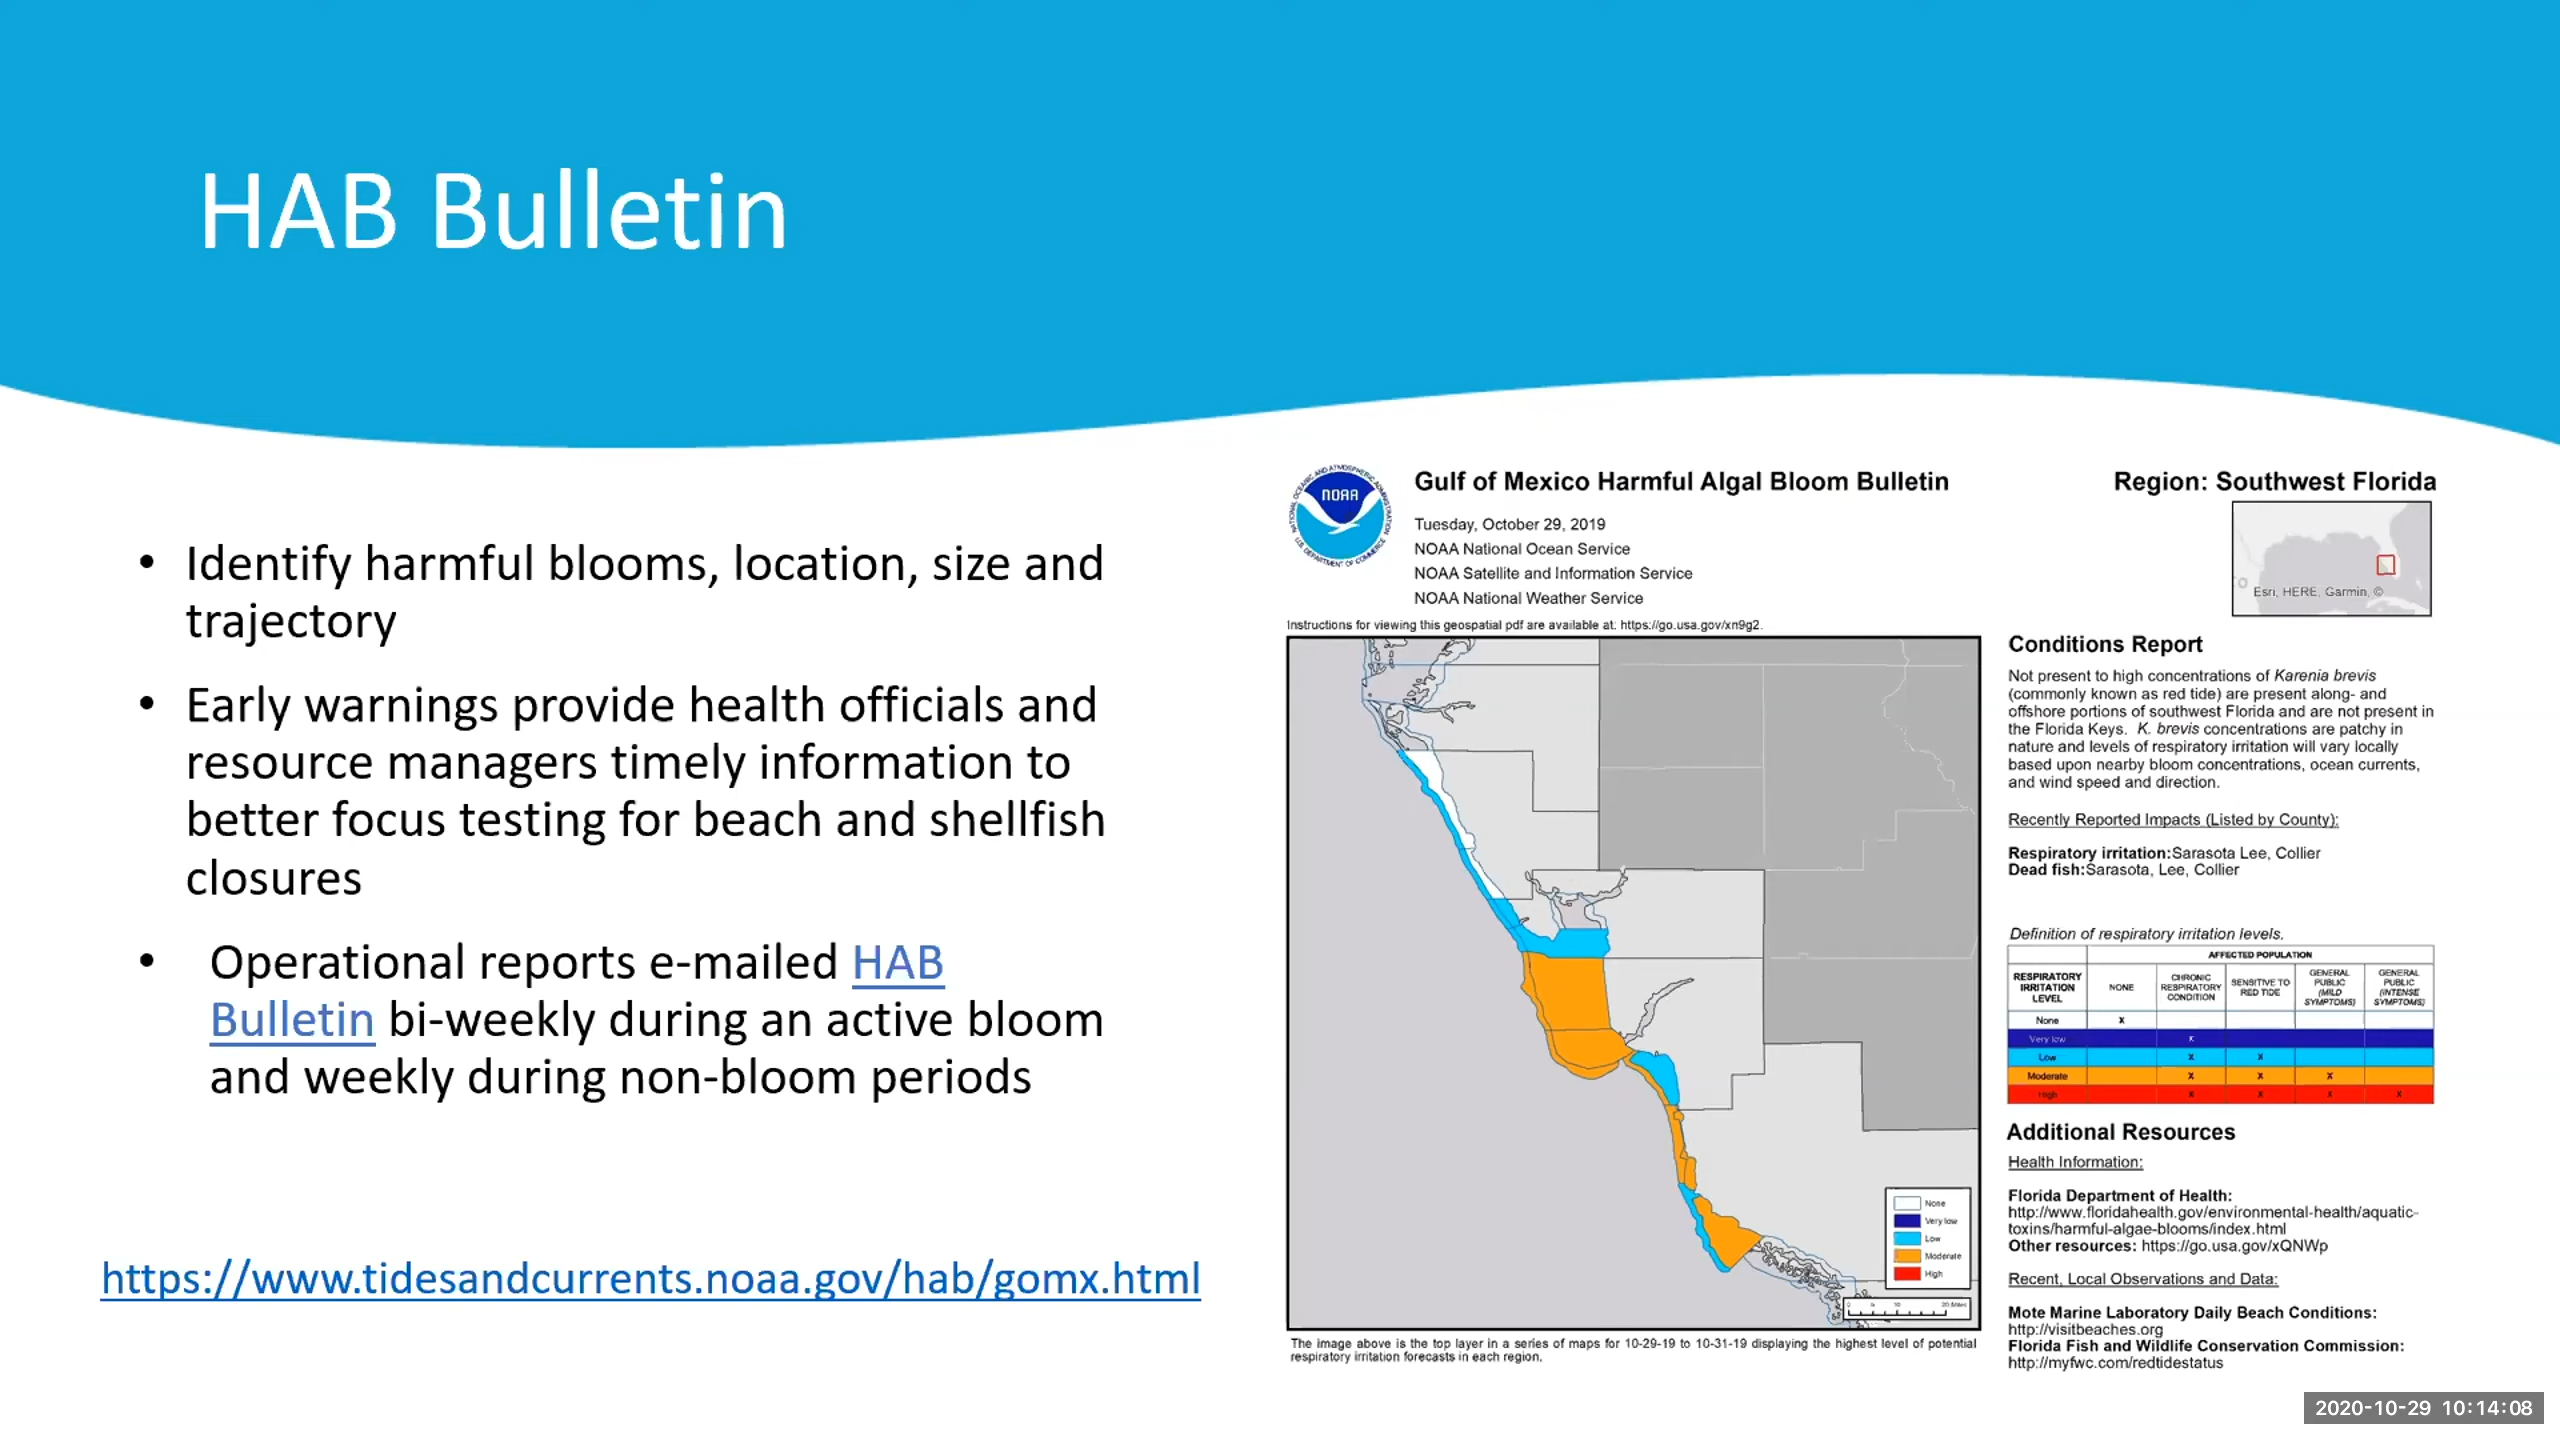 HAB Bulletin
• Identify harmful blooms, location, size and
trajectory
• Early warnings provide health officials and
resource managers timely information to
better focus testing for beach and shellfish
closures
• Operational reports e-mailed HAB
Bulletin bi-weekly during an active bloom
and weekly during non-bloom periods
https://www.tidesandcurrents.noaa.gov/hab/gomx.html
NATIONAL OCEANIC AND ATMOSPHERIC ADMINISTRATION
NOAA
U.S. DEPARTMENT OF COMMERCE
Gulf of Mexico Harmful Algal Bloom Bulletin
Tuesday, October 29, 2019
NOAA National Ocean Service
NOAA Satellite and Information Service
NOAA National Weather Service
Region: Southwest Florida
Esri, HERE, Garmin, ©
Instructions for viewing this geospatial pdf are available at: https://go.usa.gov/xn9g2.
None
Very low
Low
Moderate
High
0 5 10 20 Miles
The image above is the top layer in a series of maps for 10-29-19 to 10-31-19 displaying the highest level of potential
respiratory irritation forecasts in each region.
Conditions Report
Not present to high concentrations of Karenia brevis
(commonly known as red tide) are present along- and
offshore portions of southwest Florida and are not present in
the Florida Keys. K. brevis concentrations are patchy in
nature and levels of respiratory irritation will vary locally
based upon nearby bloom concentrations, ocean currents,
and wind speed and direction.
Recently Reported Impacts (Listed by County):
Respiratory irritation:Sarasota Lee, Collier
Dead fish:Sarasota, Lee, Collier
Definition of respiratory irritation levels.
AFFECTED POPULATION
RESPIRATORY IRRITATION LEVEL NONE CHRONIC RESPIRATORY CONDITION SENSITIVE TO RED TIDE GENERAL PUBLIC (MILD SYMPTOMS) GENERAL PUBLIC (INTENSE SYMPTOMS)
None x
Very low x
Low x x
Moderate x x x
High x x x x
Additional Resources
Health Information:
Florida Department of Health:
http://www.floridahealth.gov/environmental-health/aquatic-
toxins/harmful-algae-blooms/index.html
Other resources: https://go.usa.gov/xQNWp
Recent, Local Observations and Data:
Mote Marine Laboratory Daily Beach Conditions:
http://visitbeaches.org
Florida Fish and Wildlife Conservation Commission:
http://myfwc.com/redtidestatus
2020-10-29 10:14:08